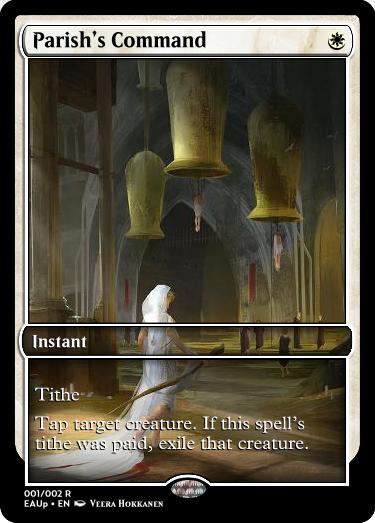 Parish's Command
Instant
Tithe
Tap target creature. If this spell's
tithe was paid, exile that creature.
001/002 R
EAUp • EN Veera Hokkanen